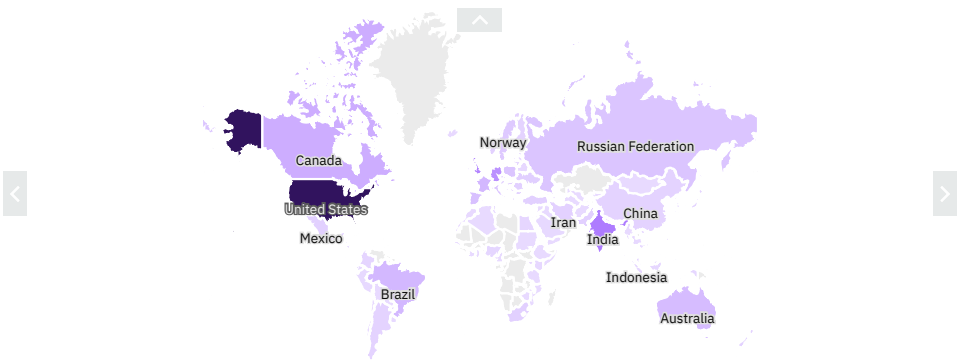 Norway
Russian Federation
Canada
United States
China
Iran
Mexico
India
Indonesia
Brazil
Australia